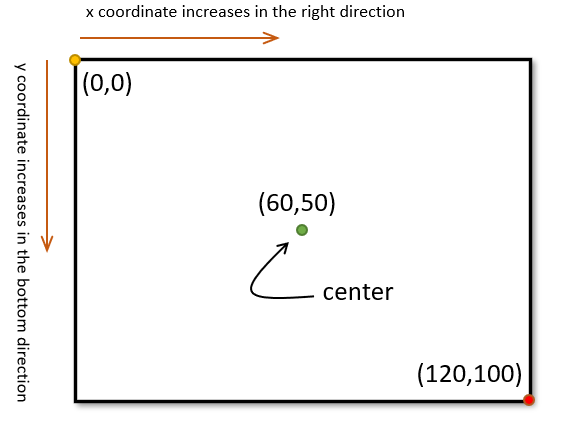 x coordinate increases in the right direction
y coordinate increases in the bottom direction
(0,0)
(60,50)
center
(120,100)